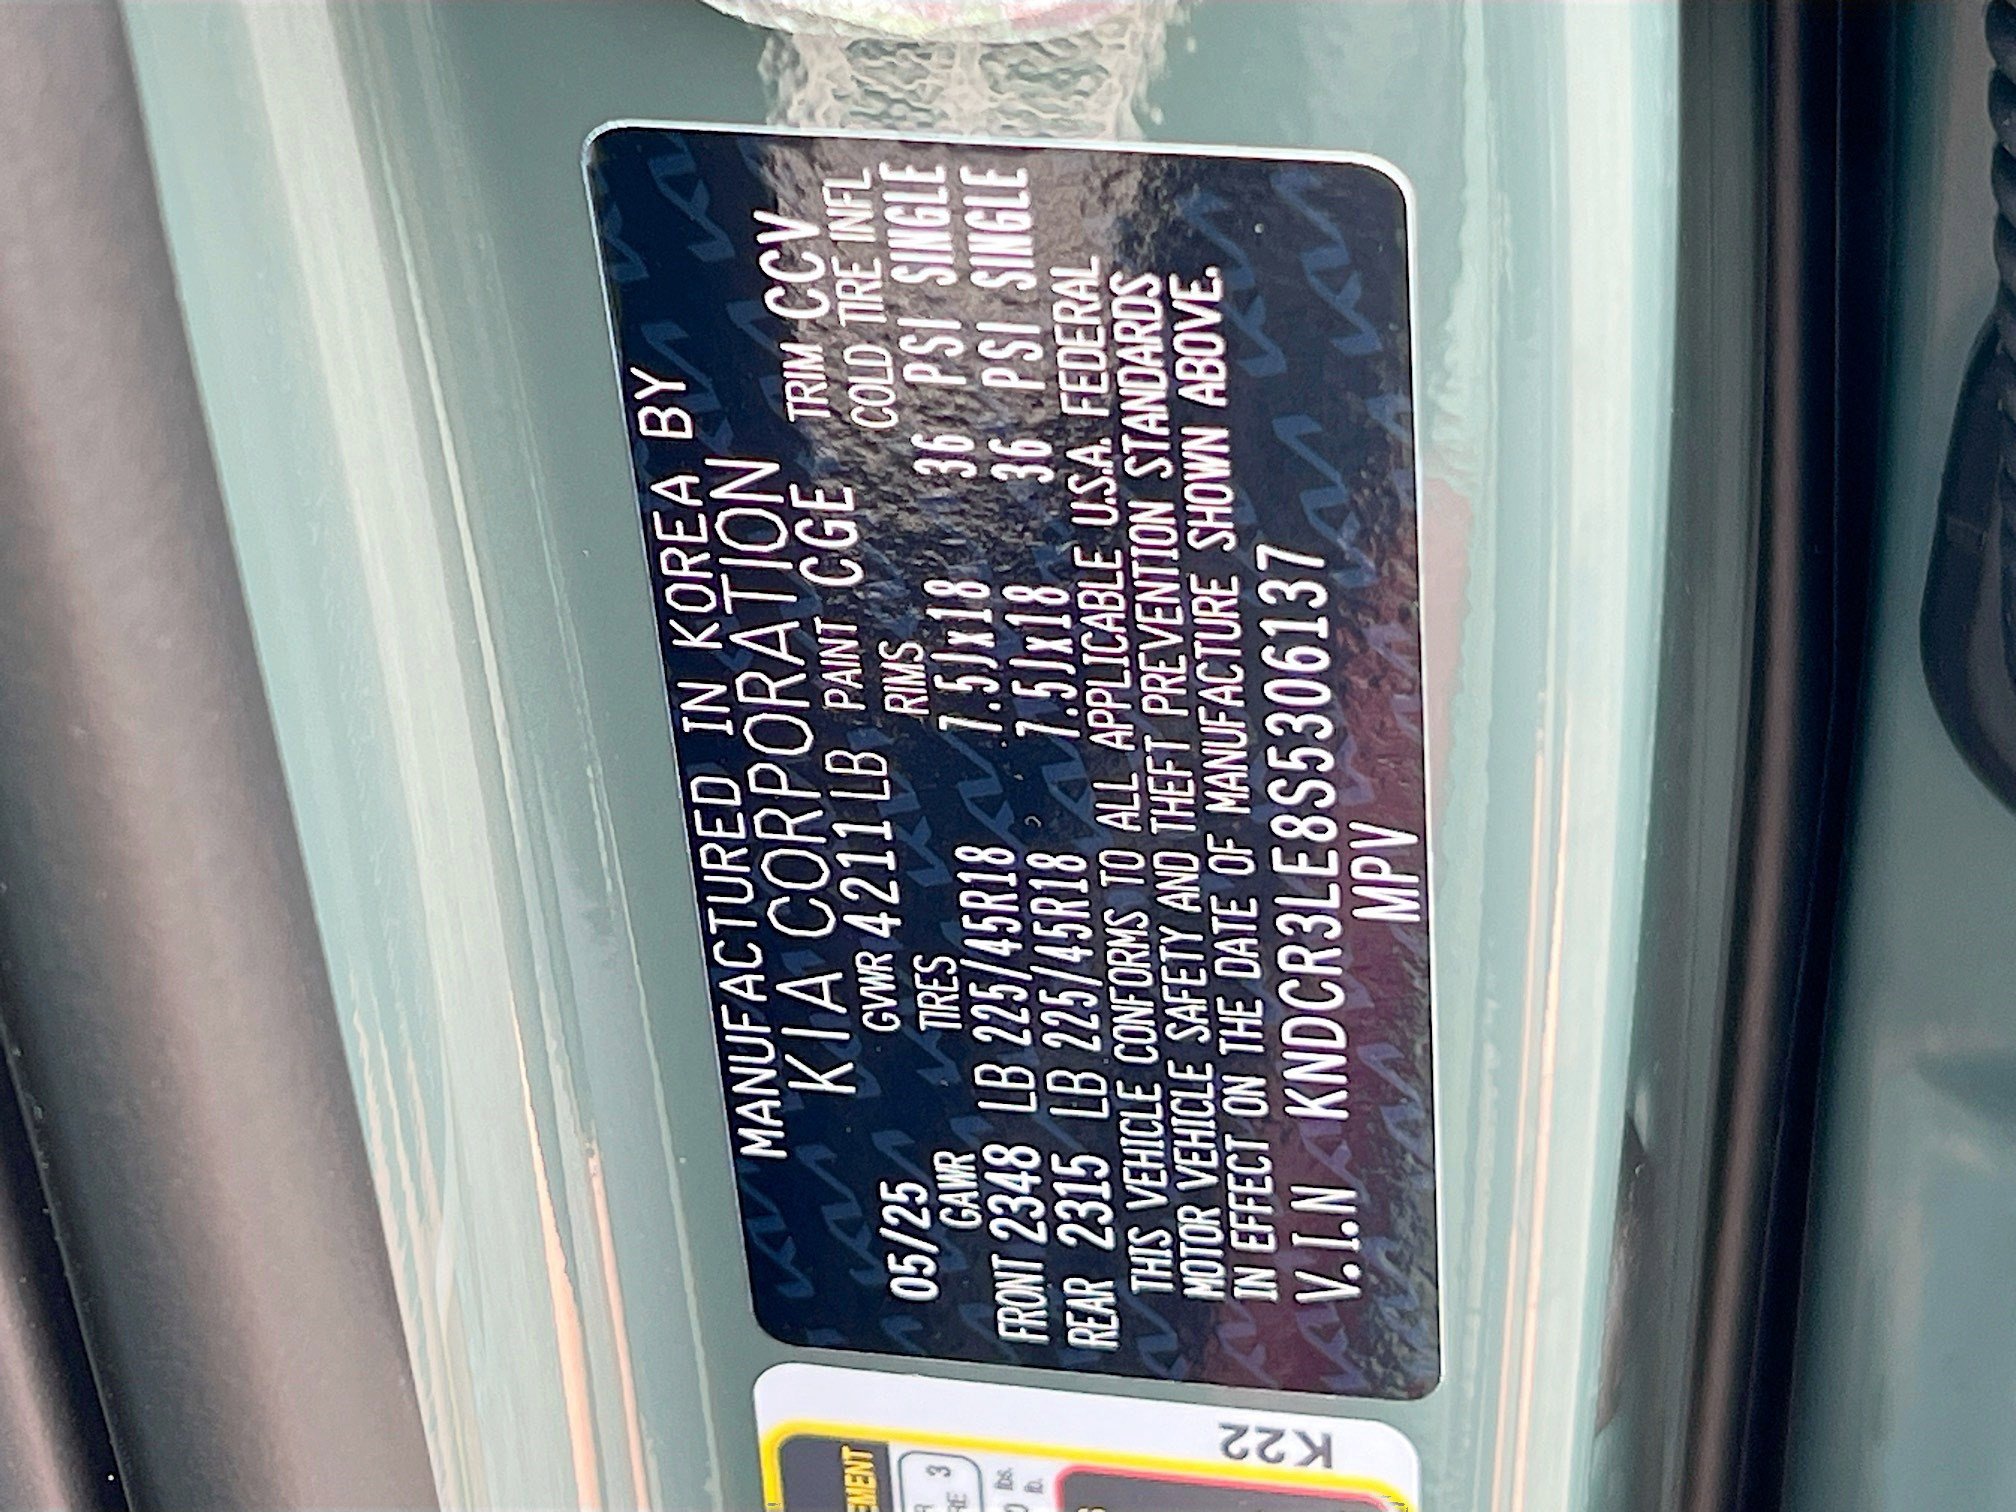 MANUFACTURED IN KOREA BY
KIA CORPORATION
05/25 GVWR 4211LB PAINT CGE TRIM CCV
GAWR TIRES RIMS COLD TIRE INFL
FRONT 2348 LB 225/45R18 7.5Jx18 36 PSI SINGLE
REAR 2315 LB 225/45R18 7.5Jx18 36 PSI SINGLE
THIS VEHICLE CONFORMS TO ALL APPLICABLE U.S.A. FEDERAL
MOTOR VEHICLE SAFETY AND THEFT PREVENTION STANDARDS
IN EFFECT ON THE DATE OF MANUFACTURE SHOWN ABOVE.
V.I.N KNDCR3LE8S5306137
MPV
K22
3
lbs.